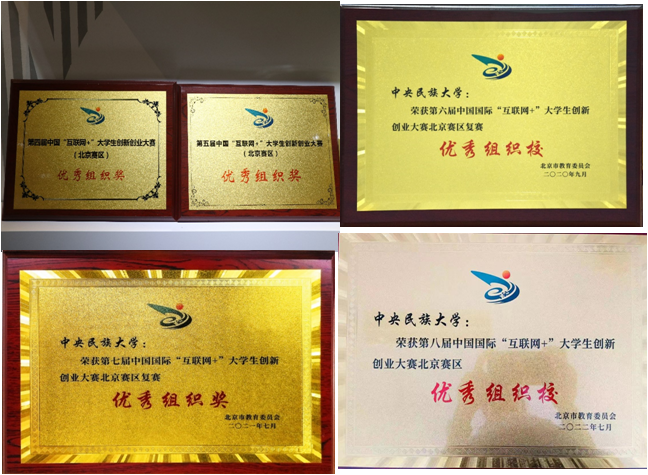 第四届中国“互联网+”大学生创新创业大赛
（北京赛区）
优秀组织奖
第五届中国“互联网+”大学生创新创业大赛
（北京赛区）
优秀组织奖
中央民族大学：
荣获第六届中国国际“互联网+”大学生创新
创业大赛北京赛区复赛
优秀组织校
北京市教育委员会
二〇二〇年九月
中央民族大学：
荣获第七届中国国际“互联网+”大学生创新
创业大赛北京赛区复赛
优秀组织奖
北京市教育委员会
二〇二一年七月
中央民族大学：
荣获第八届中国国际“互联网+”大学生创新
创业大赛北京赛区
优秀组织校
北京市教育委员会
二〇二二年七月